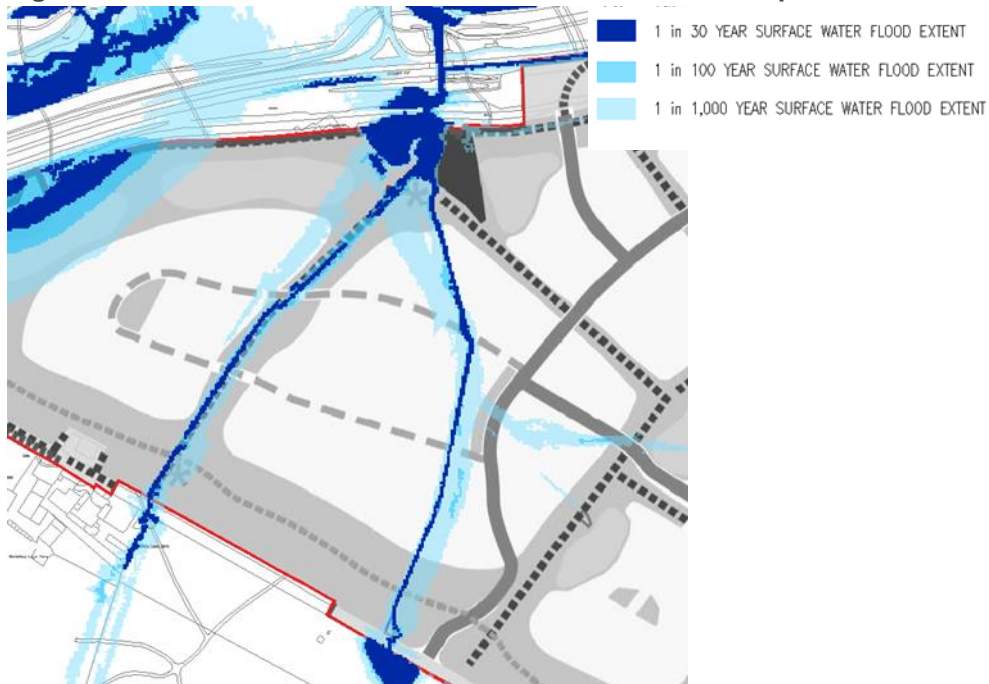 1 in 30 YEAR SURFACE WATER FLOOD EXTENT
1 in 100 YEAR SURFACE WATER FLOOD EXTENT
1 in 1,000 YEAR SURFACE WATER FLOOD EXTENT